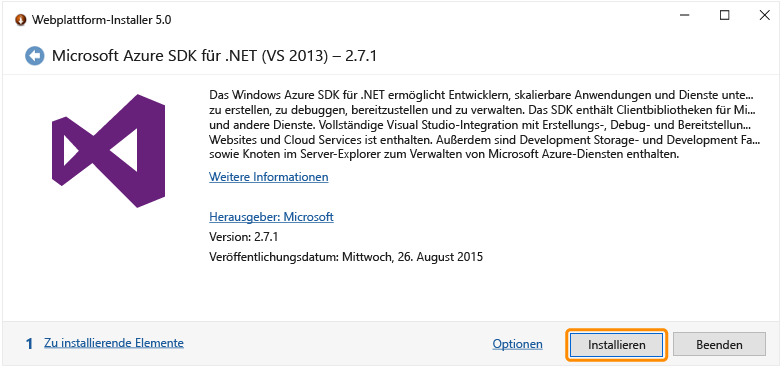 Webplattform-Installer 5.0
Microsoft Azure SDK für .NET (VS 2013) – 2.7.1
Das Windows Azure SDK für .NET ermöglicht Entwicklern, skalierbare Anwendungen und Dienste unte...
zu erstellen, zu debuggen, bereitzustellen und zu verwalten. Das SDK enthält Clientbibliotheken für Mi...
und andere Dienste. Vollständige Visual Studio-Integration mit Erstellungs-, Debug- und Bereitstellun...
Websites und Cloud Services ist enthalten. Außerdem sind Development Storage- und Development Fa...
sowie Knoten im Server-Explorer zum Verwalten von Microsoft Azure-Diensten enthalten.
Weitere Informationen
Herausgeber: Microsoft
Version: 2.7.1
Veröffentlichungsdatum: Mittwoch, 26. August 2015
1 Zu installierende Elemente Optionen Installieren Beenden